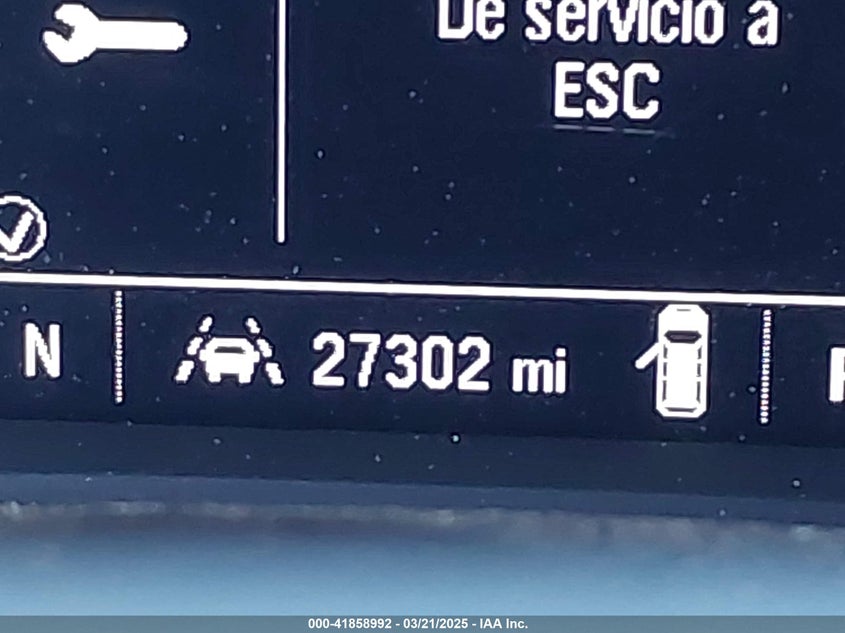 De servicio a
ESC
N
27302 mi
000-41858992 - 03/21/2025 - IAA Inc.